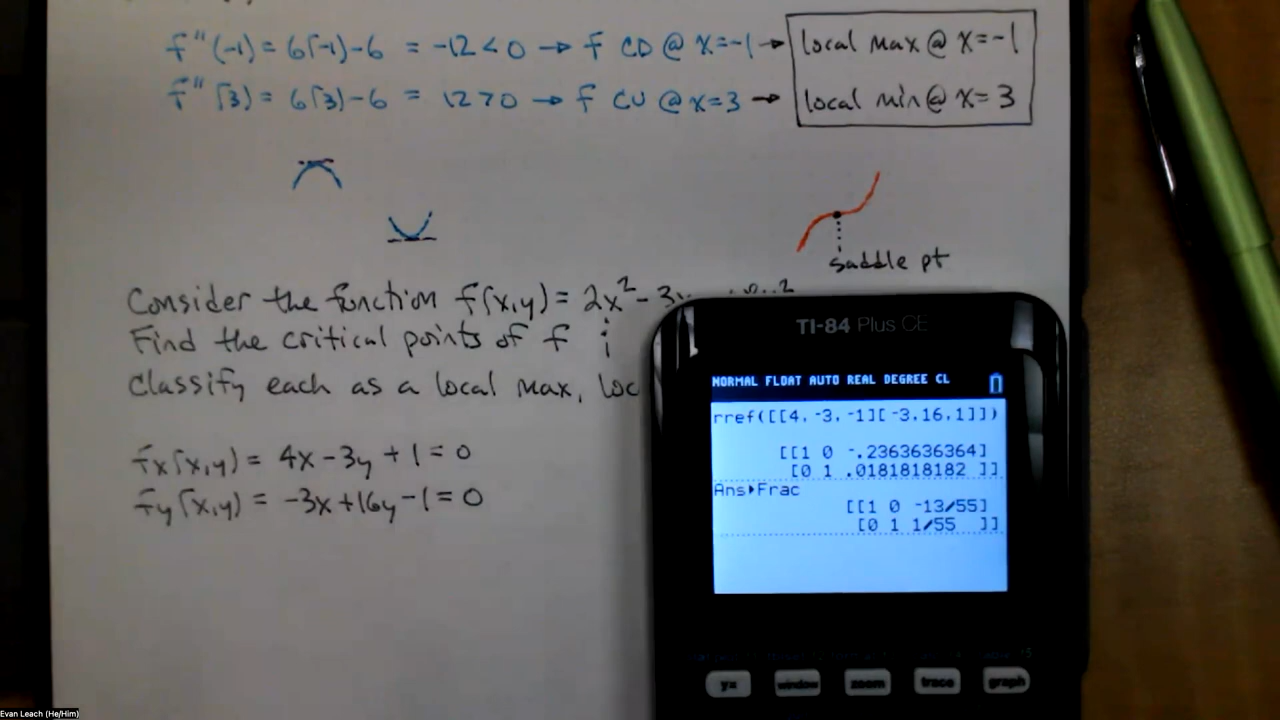 f"(-1) = 6(-1)-6 = -12 < 0 → f CD @ x=-1 → local max @ x=-1
f"(3) = 6(3)-6 = 12 > 0 → f CU @ x=3 → local min @ x=3
saddle pt
Consider the function f(x,y) = 2x² - 3
Find the critical points of f
Classify each as a local max, loc
fx(x,y) = 4x - 3y + 1 = 0
fy(x,y) = -3x + 16y - 1 = 0
TI-84 Plus CE
NORMAL FLOAT AUTO REAL DEGREE CL
rref([[4,-3,-1][-3,16,1]])
[[1 0 -.2363636364]
[0 1 .0181818182 ]]
Ans▸Frac
[[1 0 -13/55]
[0 1 1/55 ]]
y= window zoom trace graph
Evan Leach (He/Him)